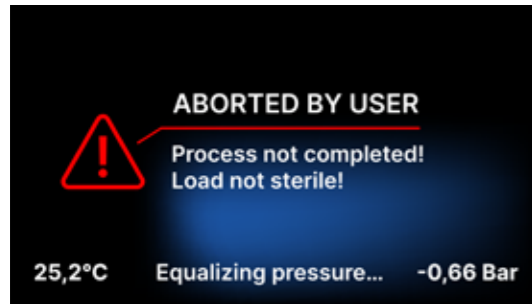 ABORTED BY USER
Process not completed!
Load not sterile!
25,2°C Equalizing pressure... -0,66 Bar